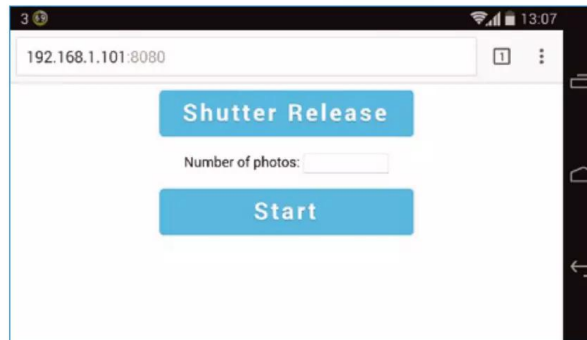 3 13:07
192.168.1.101:8080 1
Shutter Release
Number of photos:
Start